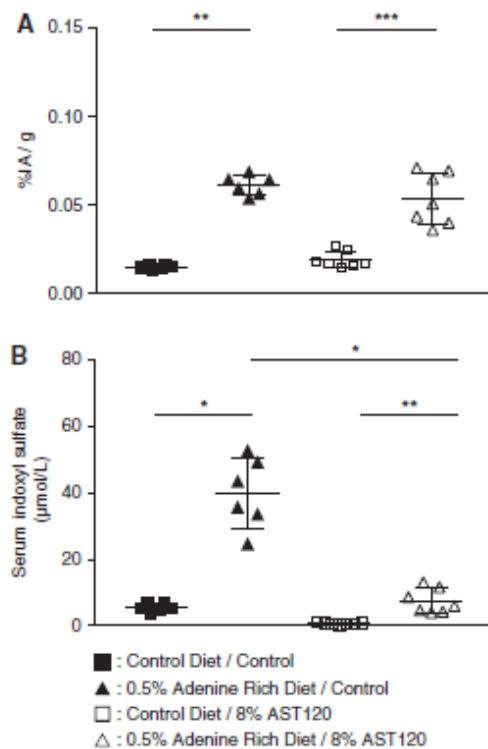 A
0.15
**
***
0.10
%IA/ g
0.05
0.00
B
80
*
*
**
60
Serum indoxyl sulfate
(μmol/L)
40
20
0
■ : Control Diet / Control
▲ : 0.5% Adenine Rich Diet / Control
□ : Control Diet / 8% AST120
△ : 0.5% Adenine Rich Diet / 8% AST120